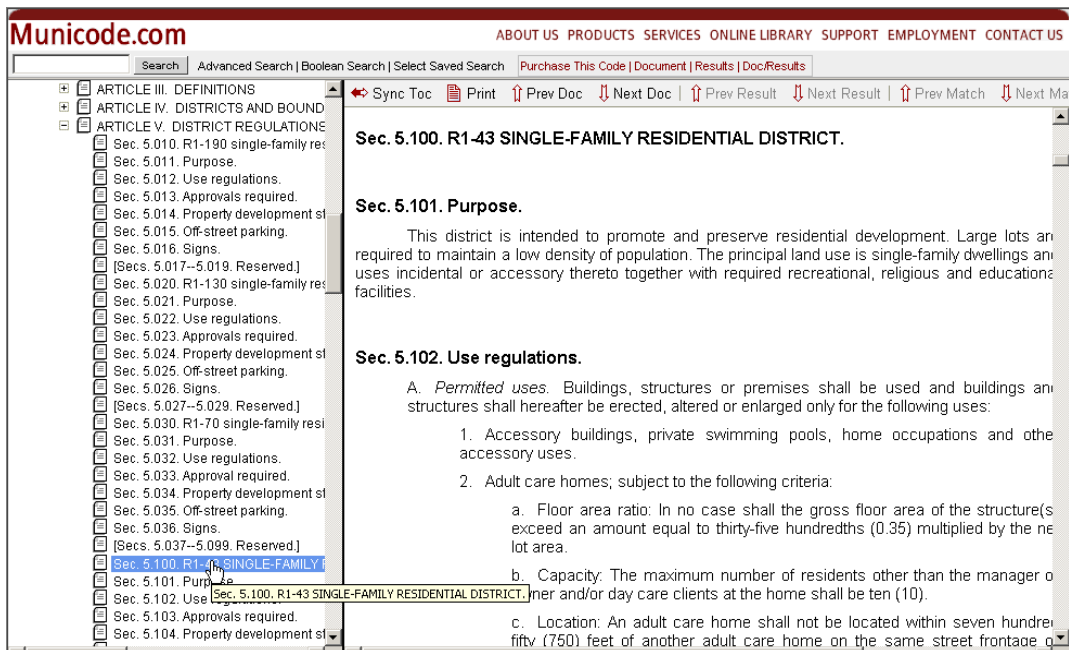 Municode.com
ABOUT US PRODUCTS SERVICES ONLINE LIBRARY SUPPORT EMPLOYMENT CONTACT US
Search Advanced Search | Boolean Search | Select Saved Search Purchase This Code | Document | Results | Doc/Results
ARTICLE III. DEFINITIONS
ARTICLE IV. DISTRICTS AND BOUND
ARTICLE V. DISTRICT REGULATIONS
Sec. 5.010. R1-190 single-family res
Sec. 5.011. Purpose.
Sec. 5.012. Use regulations.
Sec. 5.013. Approvals required.
Sec. 5.014. Property development st
Sec. 5.015. Off-street parking.
Sec. 5.016. Signs.
[Secs. 5.017--5.019. Reserved.]
Sec. 5.020. R1-130 single-family res
Sec. 5.021. Purpose.
Sec. 5.022. Use regulations.
Sec. 5.023. Approvals required.
Sec. 5.024. Property development st
Sec. 5.025. Off-street parking.
Sec. 5.026. Signs.
[Secs. 5.027--5.029. Reserved.]
Sec. 5.030. R1-70 single-family resi
Sec. 5.031. Purpose.
Sec. 5.032. Use regulations.
Sec. 5.033. Approval required.
Sec. 5.034. Property development st
Sec. 5.035. Off-street parking.
Sec. 5.036. Signs.
[Secs. 5.037--5.099. Reserved.]
Sec. 5.100. R1-43 SINGLE-FAMILY F
Sec. 5.101. Purpose
Sec. 5.100. R1-43 SINGLE-FAMILY RESIDENTIAL DISTRICT.
Sec. 5.102. Use
Sec. 5.103. Approvals required.
Sec. 5.104. Property development st
Sync Toc Print Prev Doc Next Doc | Prev Result Next Result | Prev Match Next Ma
Sec. 5.100. R1-43 SINGLE-FAMILY RESIDENTIAL DISTRICT.
Sec. 5.101. Purpose.
This district is intended to promote and preserve residential development. Large lots are
required to maintain a low density of population. The principal land use is single-family dwellings and
uses incidental or accessory thereto together with required recreational, religious and educationa
facilities.
Sec. 5.102. Use regulations.
A. Permitted uses. Buildings, structures or premises shall be used and buildings and
structures shall hereafter be erected, altered or enlarged only for the following uses:
1. Accessory buildings, private swimming pools, home occupations and othe
accessory uses.
2. Adult care homes; subject to the following criteria:
a. Floor area ratio: In no case shall the gross floor area of the structure(s
exceed an amount equal to thirty-five hundredths (0.35) multiplied by the ne
lot area.
b. Capacity: The maximum number of residents other than the manager o
wner and/or day care clients at the home shall be ten (10).
c. Location: An adult care home shall not be located within seven hundre
fifty (750) feet of another adult care home on the same street frontage o